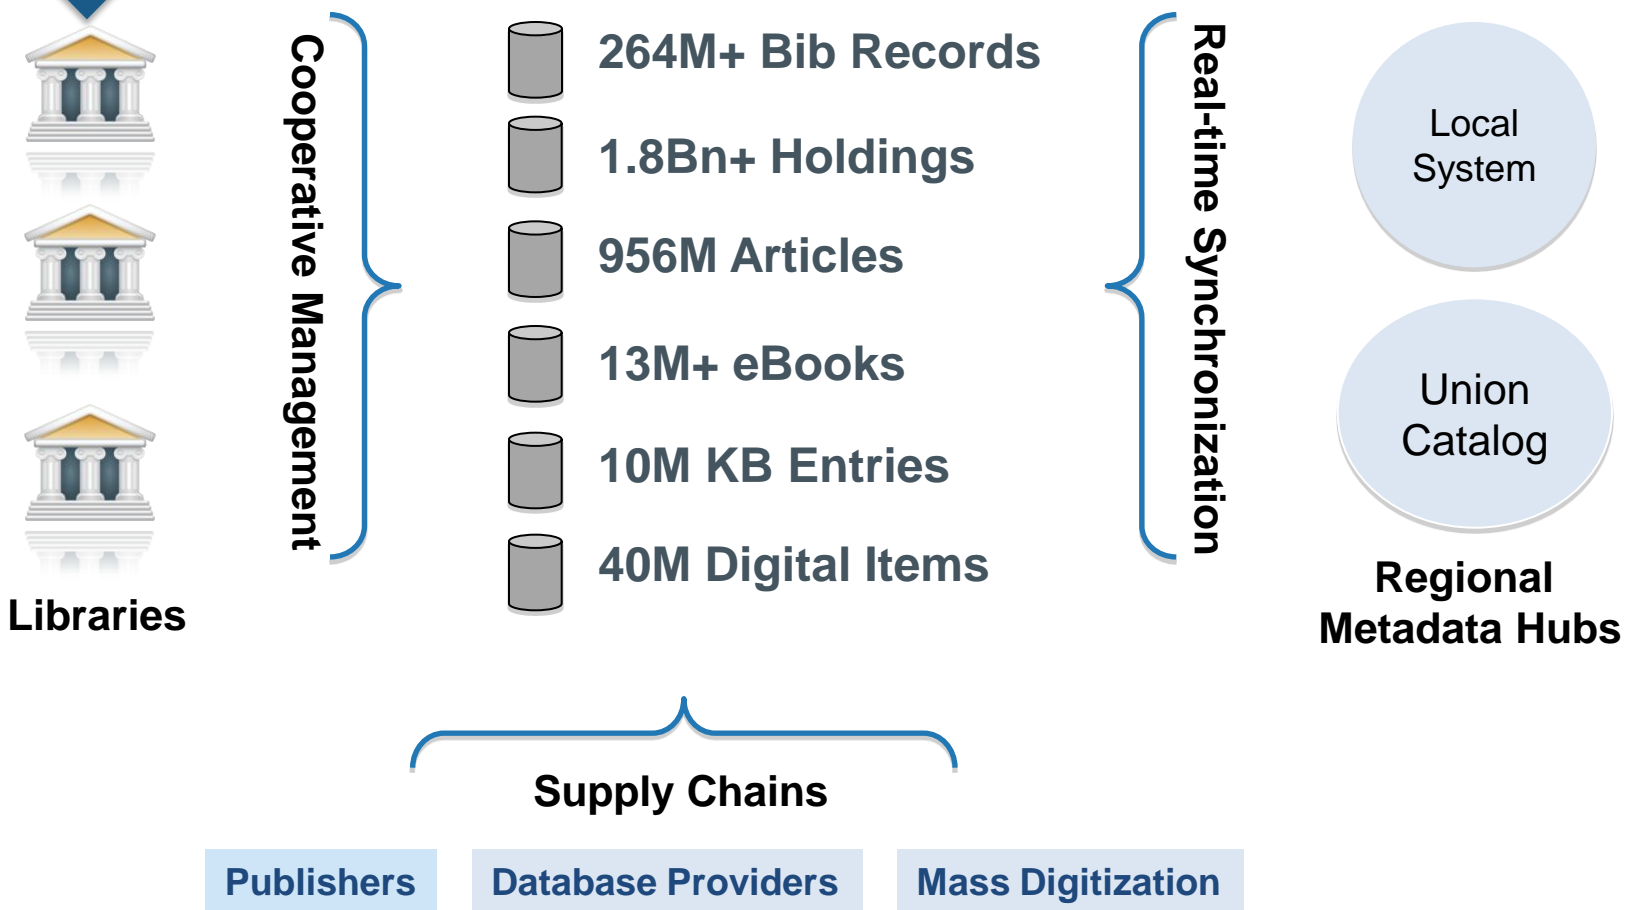 Libraries
Cooperative Management
264M+ Bib Records
1.8Bn+ Holdings
956M Articles
13M+ eBooks
10M KB Entries
40M Digital Items
Real-time Synchronization
Local
System
Union
Catalog
Regional
Metadata Hubs
Supply Chains
Publishers
Database Providers
Mass Digitization